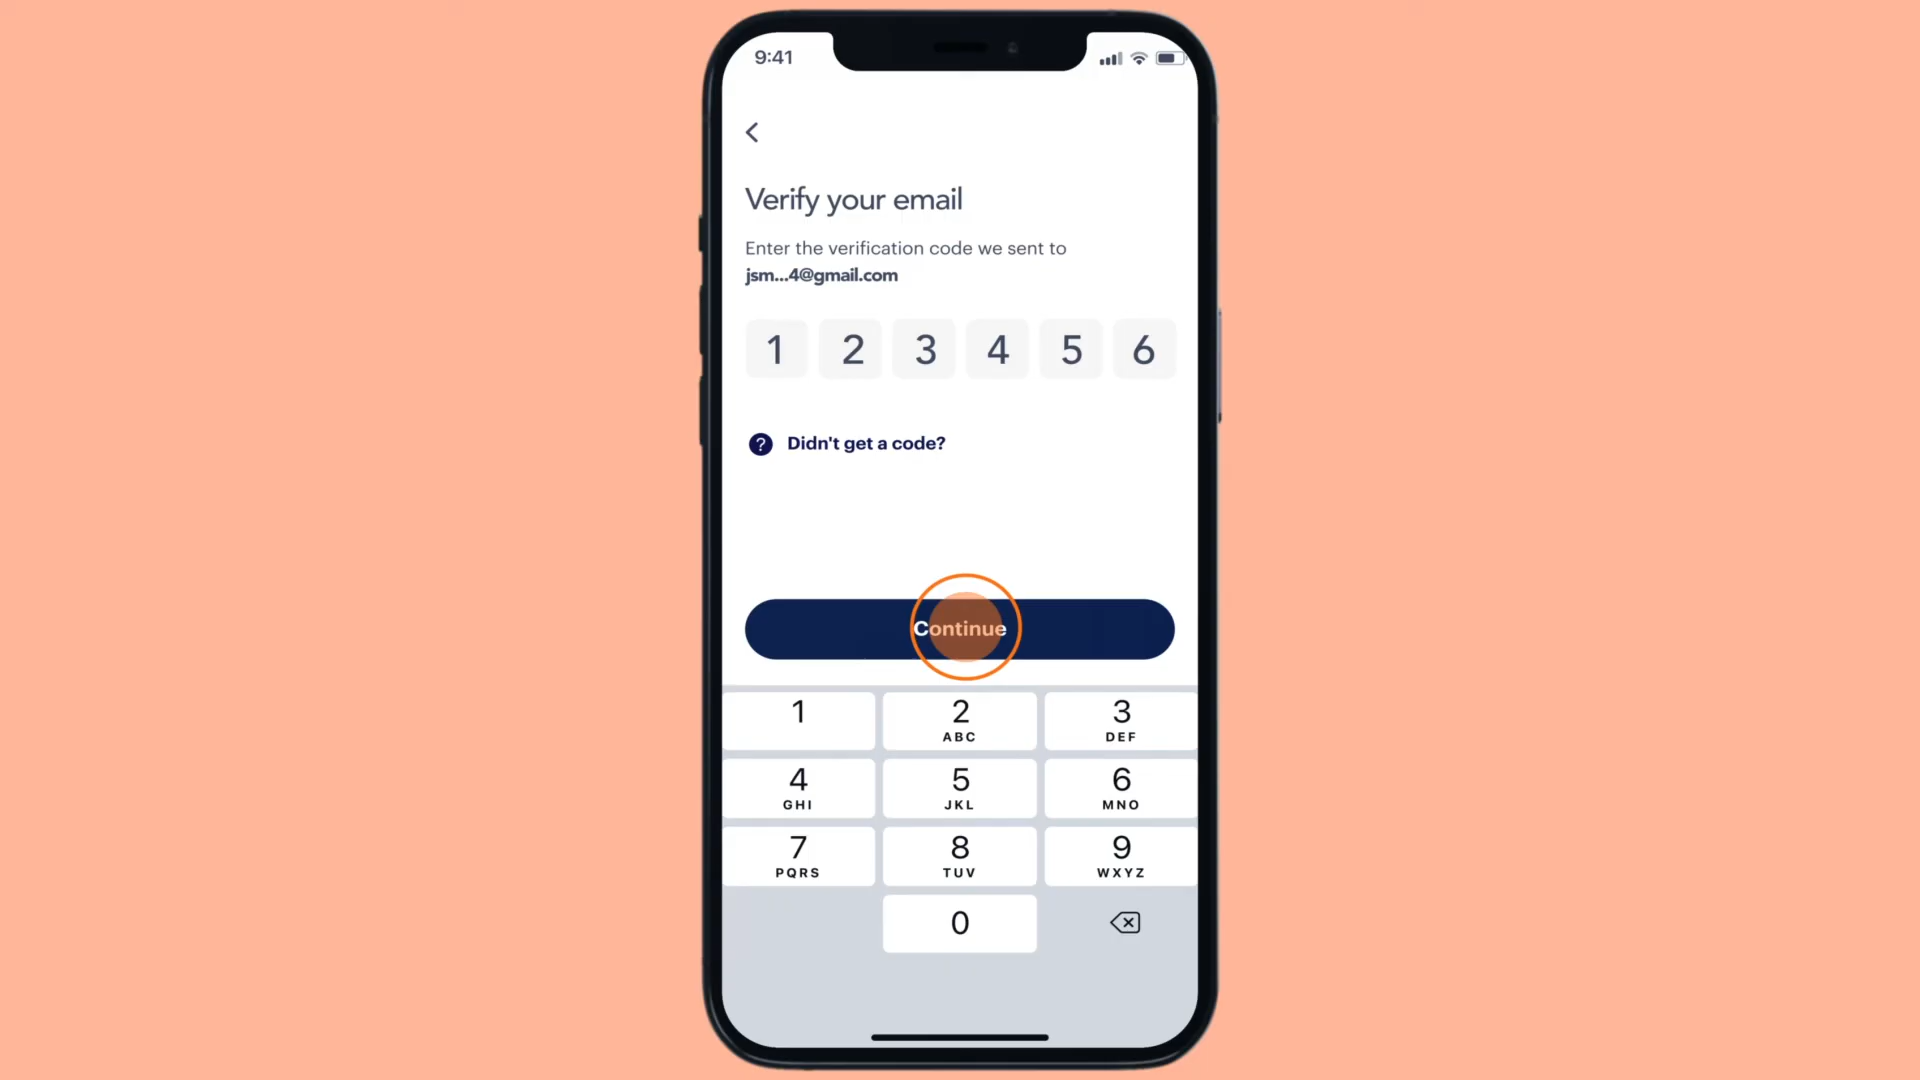 9:41
Verify your email
Enter the verification code we sent to
jsm...4@gmail.com
1 2 3 4 5 6
? Didn't get a code?
Continue
1 2 3
ABC DEF
4 5 6
GHI JKL MNO
7 8 9
PQRS TUV WXYZ
0